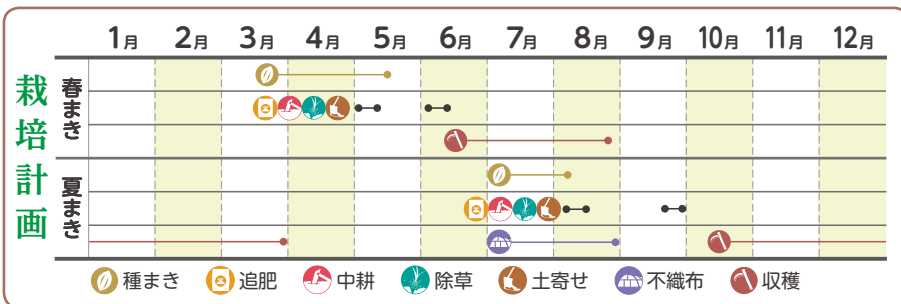 1月 2月 3月 4月 5月 6月 7月 8月 9月 10月 11月 12月
栽培計画
春まき
夏まき
種まき 追肥 中耕 除草 土寄せ 不織布 収穫